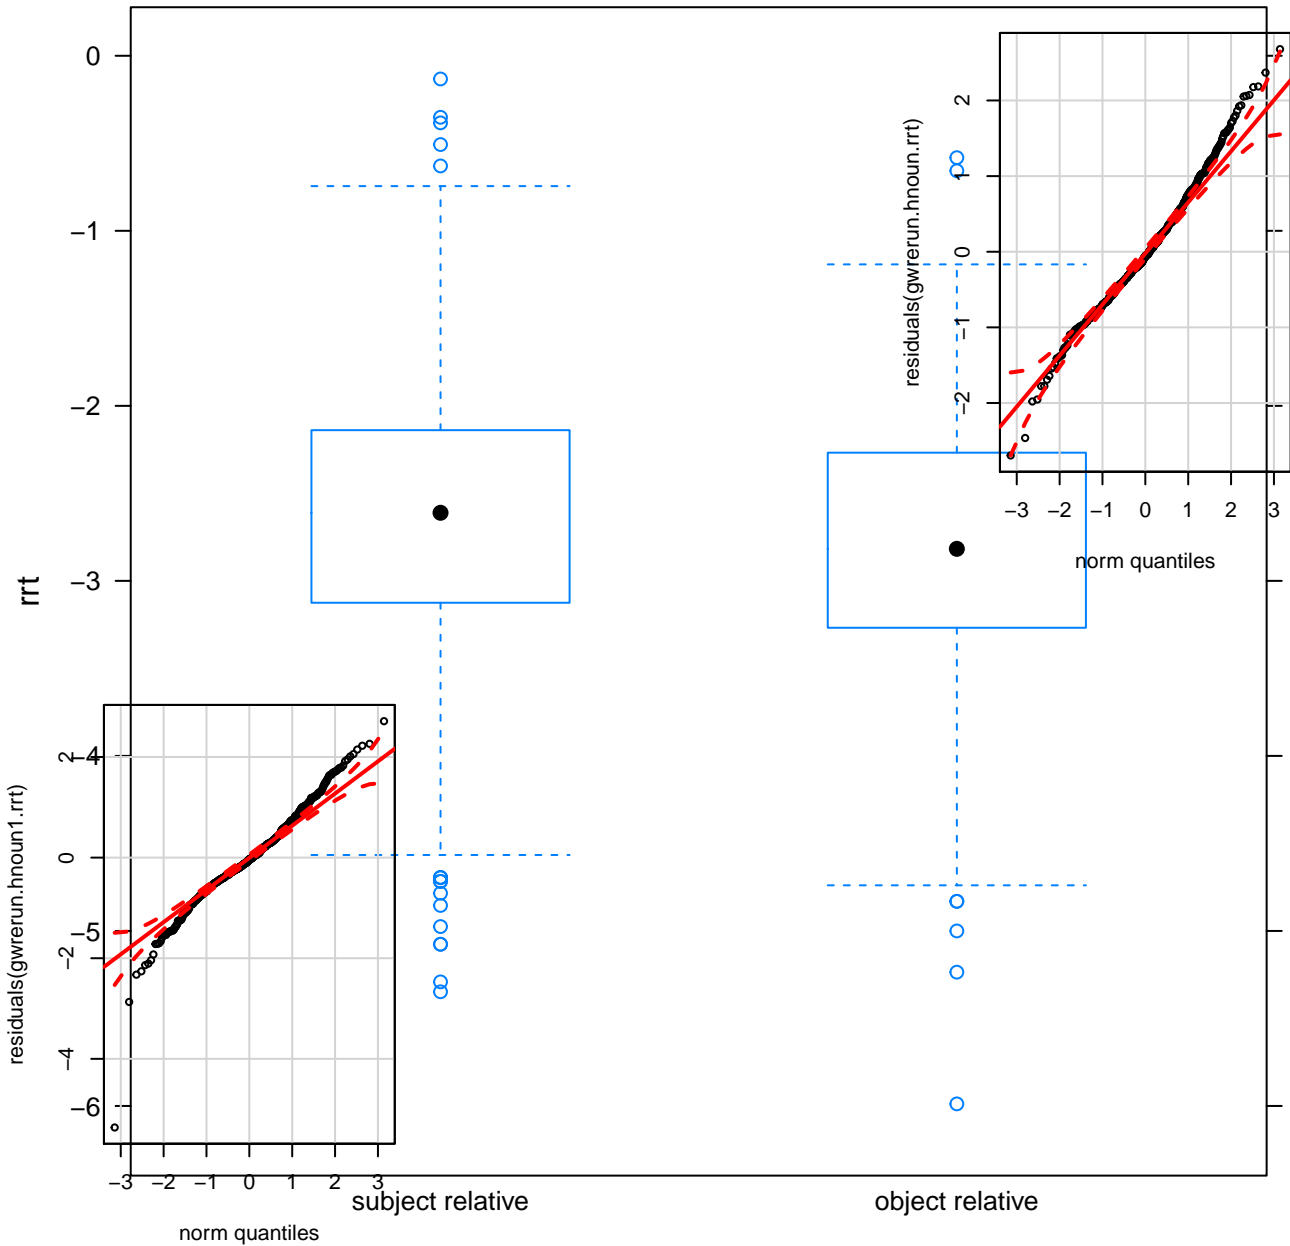 0
−1
−2
−3
−4
−5
−6
rrt
subject relative
object relative
residuals(gwrerun.hnoun.rrt)
2
1
0
−1
−2
−3 −2 −1 0 1 2 3
norm quantiles
residuals(gwrerun.hnoun1.rrt)
2
0
−2
−4
−3 −2 −1 0 1 2 3
norm quantiles